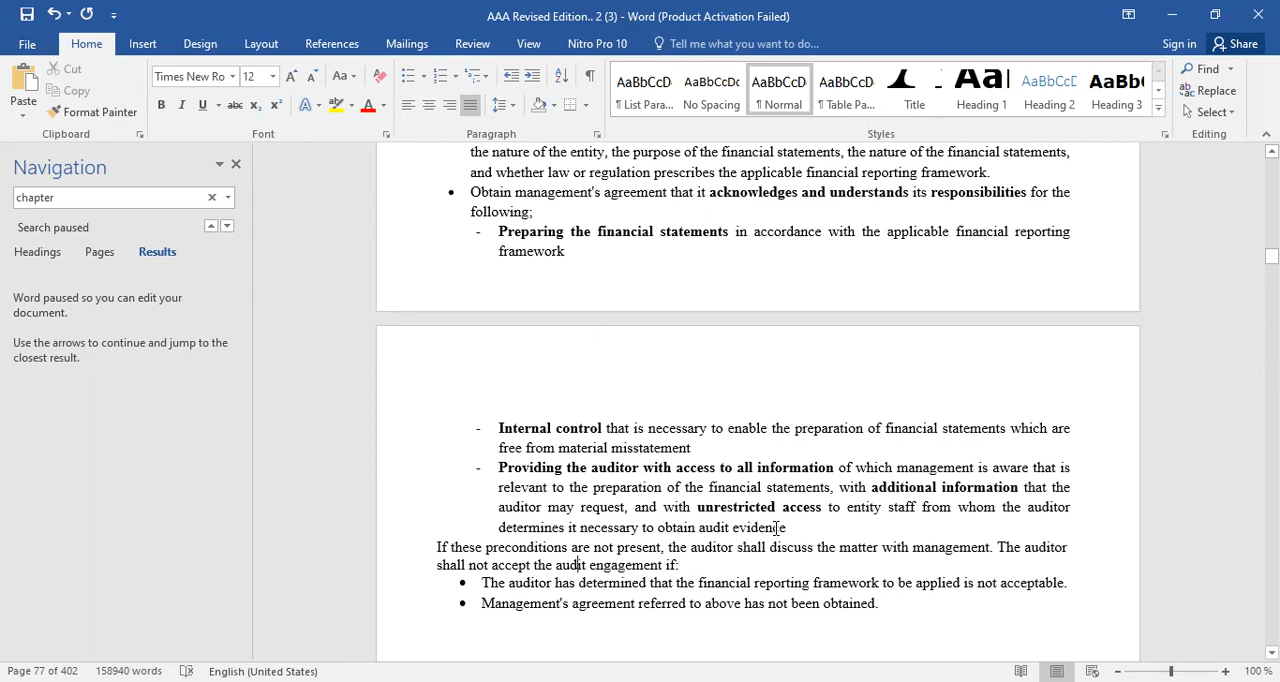 AAA Revised Edition.. 2 (3) - Word (Product Activation Failed)
File Home Insert Design Layout References Mailings Review View Nitro Pro 10 Tell me what you want to do... Sign in Share
Paste
Cut
Copy
Format Painter
Clipboard
Times New Ro 12 Aa
B I U abc x₂ x² A A
Font
Paragraph
AaBbCcD AaBbCcDc AaBbCcD AaBbCcD AaBbCcD AaBbCcD
¶ List Para... No Spacing ¶ Normal ¶ Table Pa... Title Heading 1 Heading 2 Heading 3
Styles
Find
Replace
Select
Editing
Navigation
chapter
Search paused
Headings Pages Results
Word paused so you can edit your
document.
Use the arrows to continue and jump to the
closest result.
the nature of the entity, the purpose of the financial statements, the nature of the financial statements,
and whether law or regulation prescribes the applicable financial reporting framework.
• Obtain management's agreement that it acknowledges and understands its responsibilities for the
following;
- Preparing the financial statements in accordance with the applicable financial reporting
framework
- Internal control that is necessary to enable the preparation of financial statements which are
free from material misstatement
- Providing the auditor with access to all information of which management is aware that is
relevant to the preparation of the financial statements, with additional information that the
auditor may request, and with unrestricted access to entity staff from whom the auditor
determines it necessary to obtain audit evidence
If these preconditions are not present, the auditor shall discuss the matter with management. The auditor
shall not accept the audit engagement if:
• The auditor has determined that the financial reporting framework to be applied is not acceptable.
• Management's agreement referred to above has not been obtained.
Page 77 of 402 158940 words English (United States) 100 %